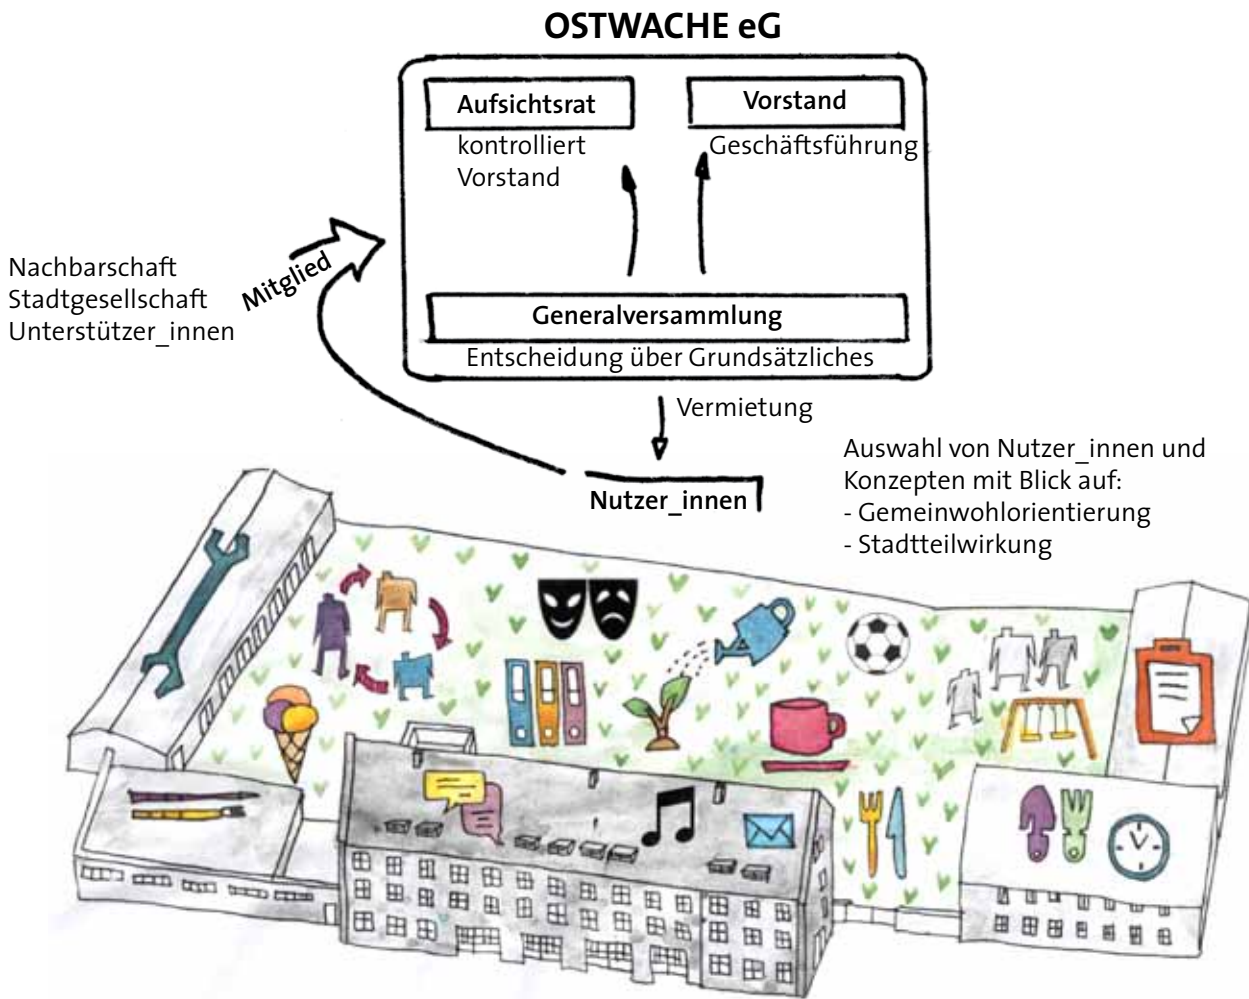 OSTWACHE eG
Aufsichtsrat
kontrolliert
Vorstand
Vorstand
Geschäftsführung
Nachbarschaft
Stadtgesellschaft
Unterstützer_innen
Mitglied
Generalversammlung
Entscheidung über Grundsätzliches
Vermietung
Nutzer_innen
Auswahl von Nutzer_innen und
Konzepten mit Blick auf:
- Gemeinwohlorientierung
- Stadtteilwirkung